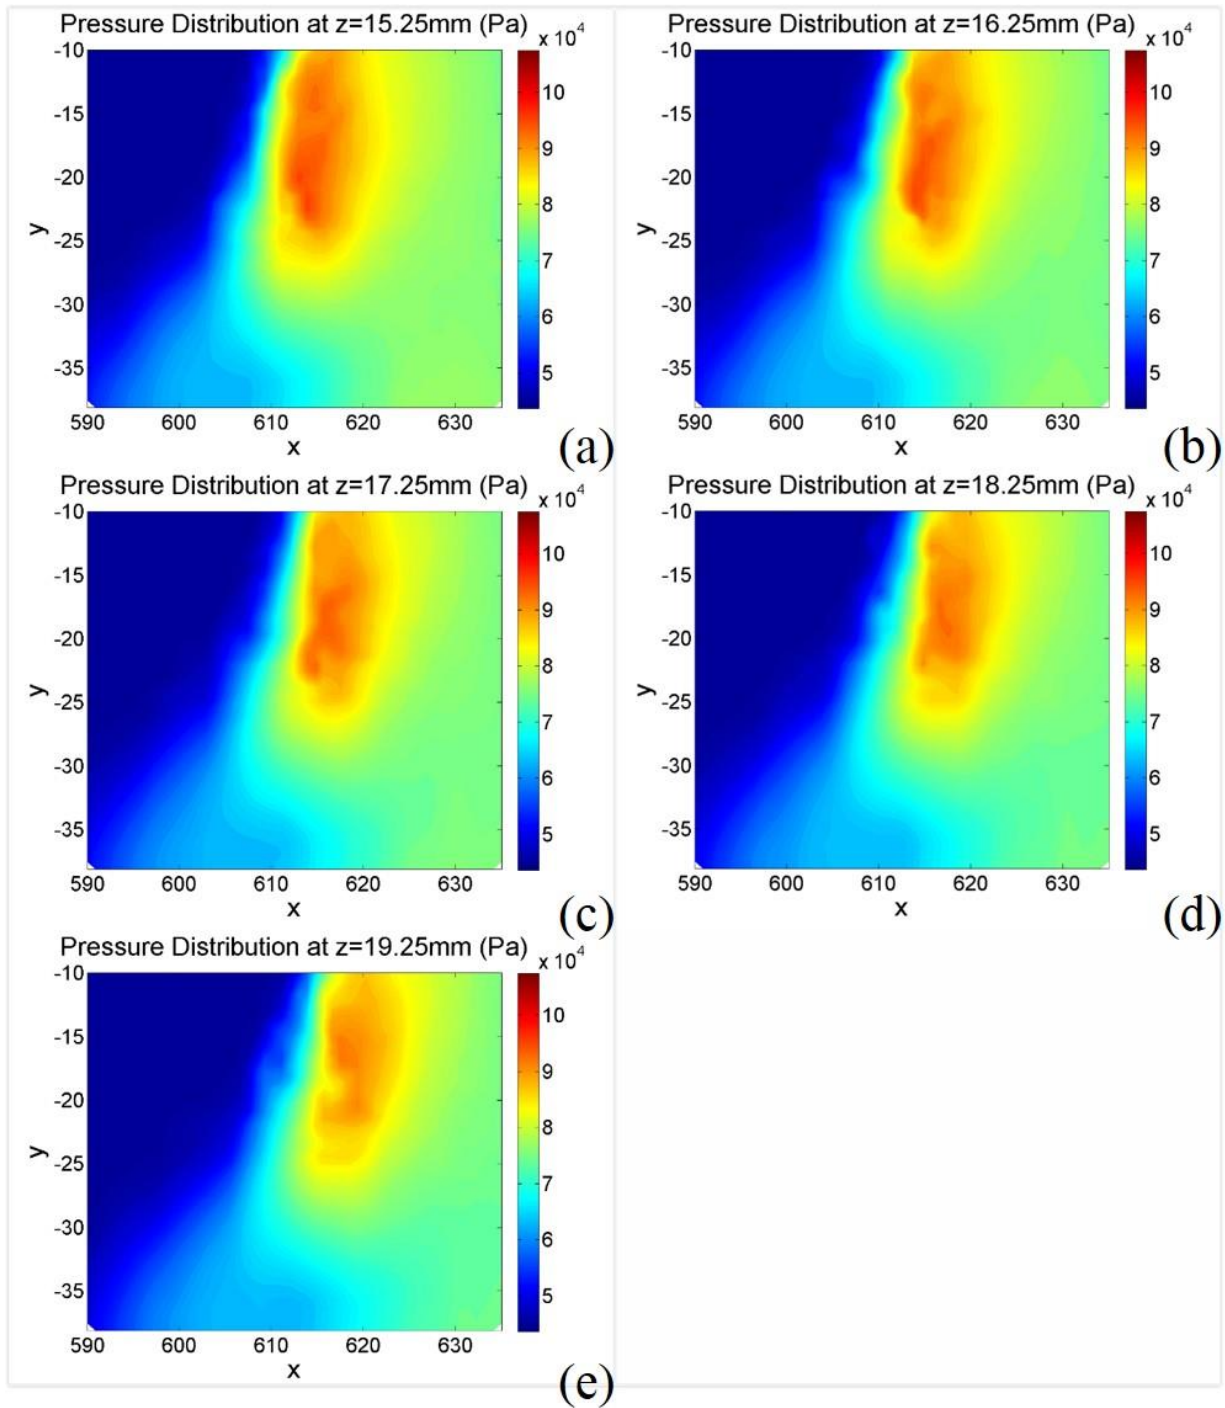 Pressure Distribution at z=15.25mm (Pa)
x 10^4
-10
-15
-20
-25
-30
-35
y
590 600 610 620 630
x
10
9
8
7
6
5
(a)
Pressure Distribution at z=16.25mm (Pa)
x 10^4
-10
-15
-20
-25
-30
-35
y
590 600 610 620 630
x
10
9
8
7
6
5
(b)
Pressure Distribution at z=17.25mm (Pa)
x 10^4
-10
-15
-20
-25
-30
-35
y
590 600 610 620 630
x
10
9
8
7
6
5
(c)
Pressure Distribution at z=18.25mm (Pa)
x 10^4
-10
-15
-20
-25
-30
-35
y
590 600 610 620 630
x
10
9
8
7
6
5
(d)
Pressure Distribution at z=19.25mm (Pa)
x 10^4
-10
-15
-20
-25
-30
-35
y
590 600 610 620 630
x
10
9
8
7
6
5
(e)